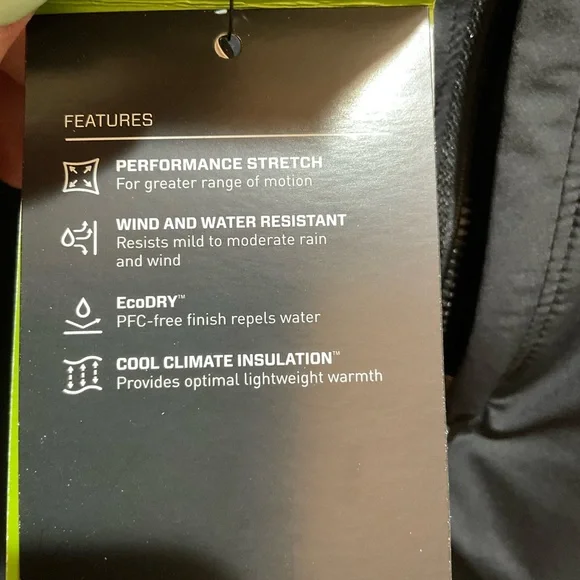 FEATURES
PERFORMANCE STRETCH
For greater range of motion
WIND AND WATER RESISTANT
Resists mild to moderate rain
and wind
EcoDRY™
PFC-free finish repels water
COOL CLIMATE INSULATION™
Provides optimal lightweight warmth